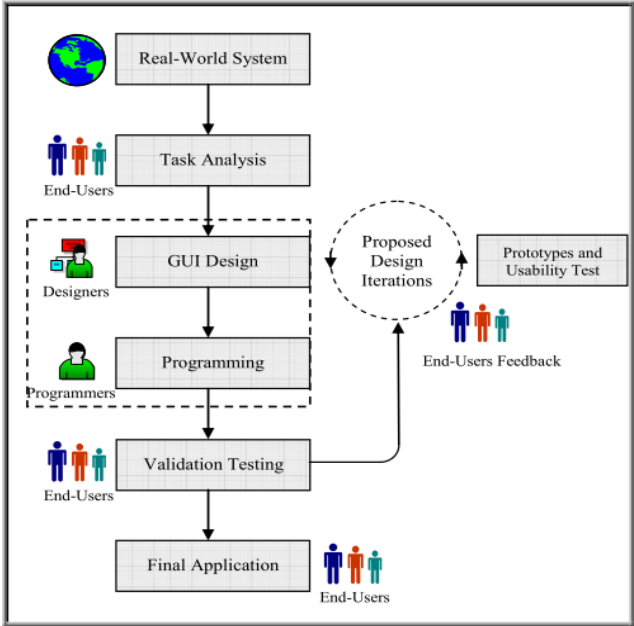 Real-World System
Task Analysis
End-Users
GUI Design
Designers
Proposed
Design
Iterations
Prototypes and
Usability Test
End-Users Feedback
Programming
Programmers
Validation Testing
End-Users
Final Application
End-Users